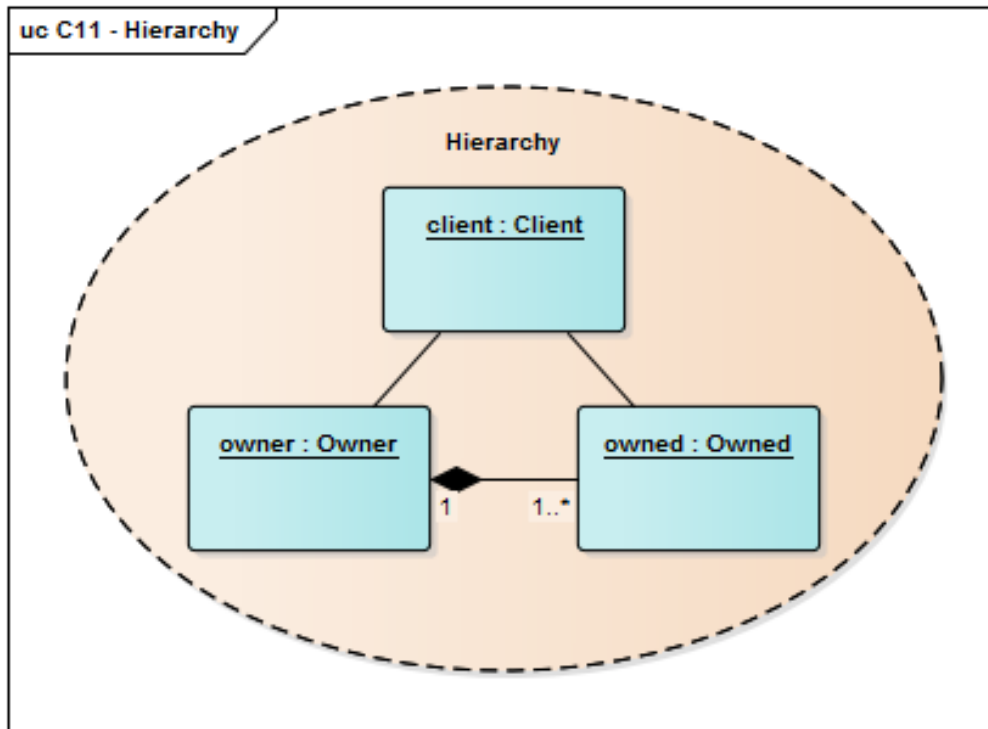 uc C11 - Hierarchy
Hierarchy
client : Client
owner : Owner
owned : Owned
1
1..*